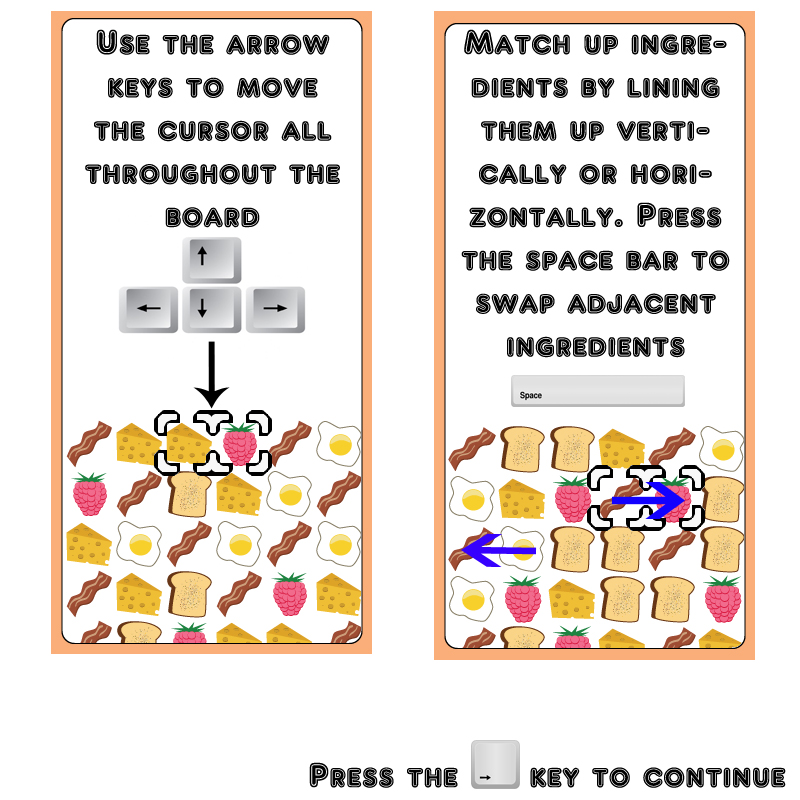 Use the arrow
keys to move
the cursor all
throughout the
board
Match up ingre-
dients by lining
them up verti-
cally or hori-
zontally. Press
the space bar to
swap adjacent
ingredients
Space
Press the → key to continue